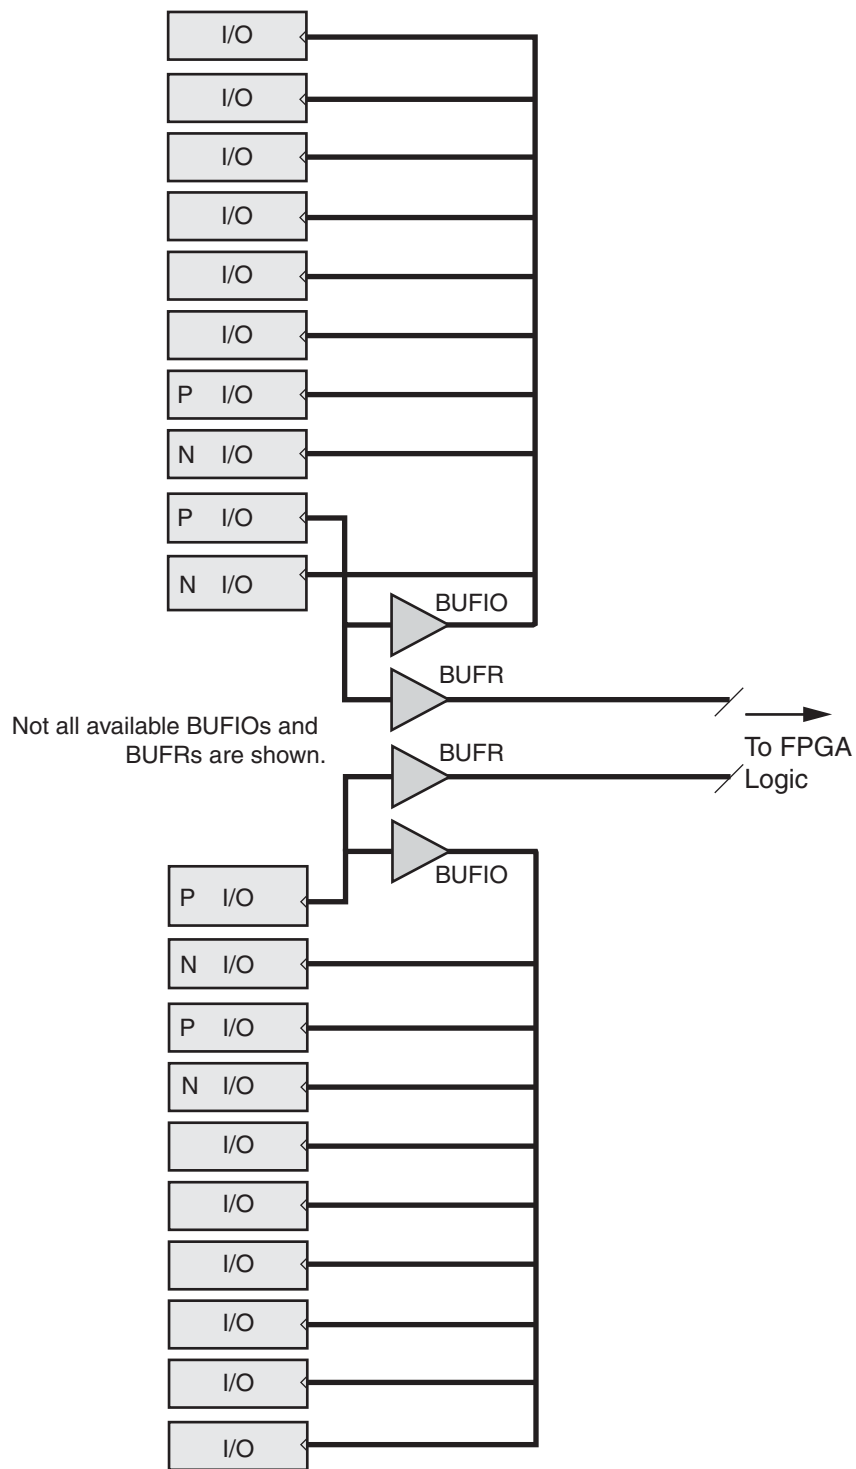 I/O
I/O
I/O
I/O
I/O
I/O
P I/O
N I/O
P I/O
N I/O
BUFIO
BUFR
Not all available BUFIOs and
BUFRs are shown.
BUFR
To FPGA
Logic
BUFIO
P I/O
N I/O
P I/O
N I/O
I/O
I/O
I/O
I/O
I/O
I/O